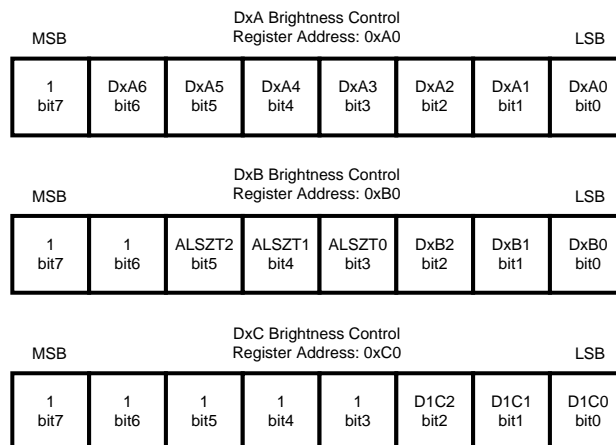 DxA Brightness Control
MSB Register Address: 0xA0 LSB
1 DxA6 DxA5 DxA4 DxA3 DxA2 DxA1 DxA0
bit7 bit6 bit5 bit4 bit3 bit2 bit1 bit0
DxB Brightness Control
MSB Register Address: 0xB0 LSB
1 1 ALSZT2 ALSZT1 ALSZT0 DxB2 DxB1 DxB0
bit7 bit6 bit5 bit4 bit3 bit2 bit1 bit0
DxC Brightness Control
MSB Register Address: 0xC0 LSB
1 1 1 1 1 D1C2 D1C1 D1C0
bit7 bit6 bit5 bit4 bit3 bit2 bit1 bit0